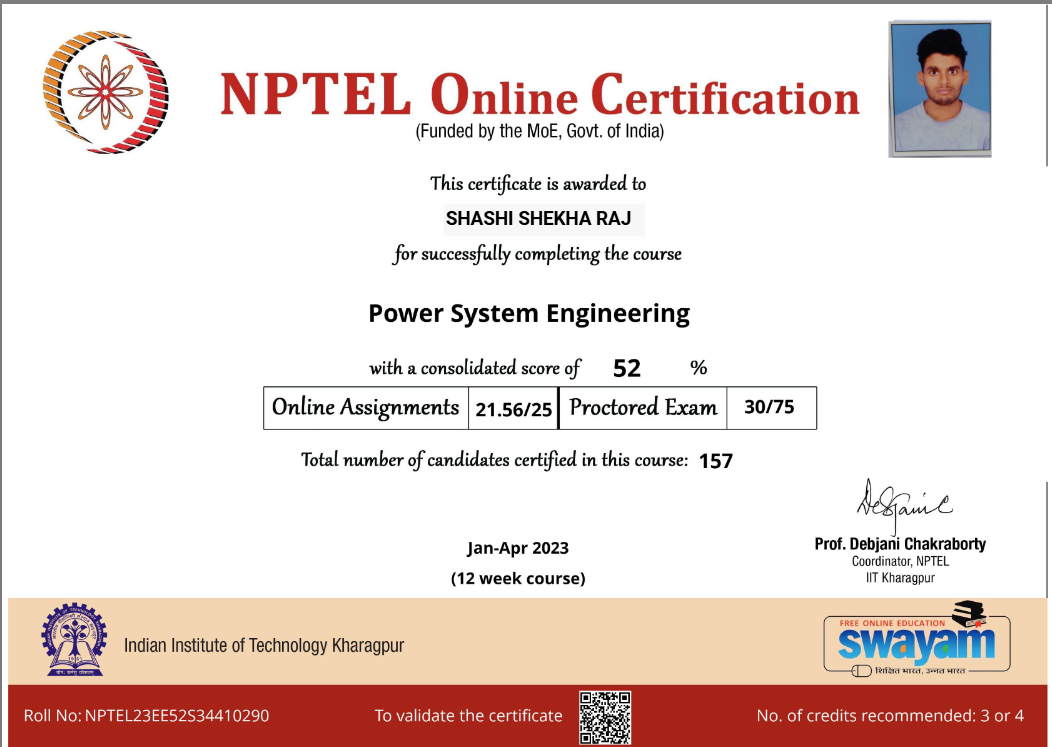 NPTEL Online Certification
(Funded by the MoE, Govt. of India)
This certificate is awarded to
SHASHI SHEKHA RAJ
for successfully completing the course
Power System Engineering
with a consolidated score of 52 %
Online Assignments 21.56/25 Proctored Exam 30/75
Total number of candidates certified in this course: 157
Jan-Apr 2023
(12 week course)
Prof. Debjani Chakraborty
Coordinator, NPTEL
IIT Kharagpur
Indian Institute of Technology Kharagpur
FREE ONLINE EDUCATION
swayam
शिक्षित भारत, उन्नत भारत
Roll No: NPTEL23EE52S34410290
To validate the certificate
No. of credits recommended: 3 or 4